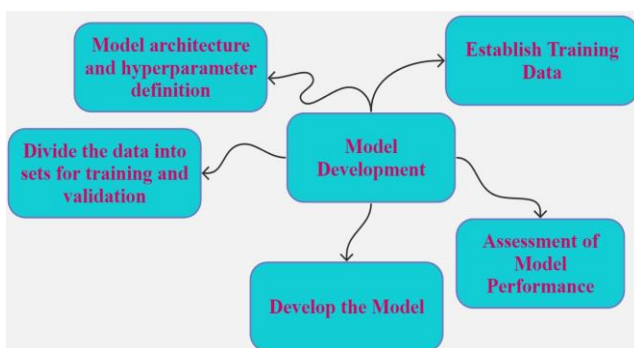 Model architecture
and hyperparameter
definition
Establish Training
Data
Model
Development
Divide the data into
sets for training and
validation
Assessment of
Model
Performance
Develop the Model